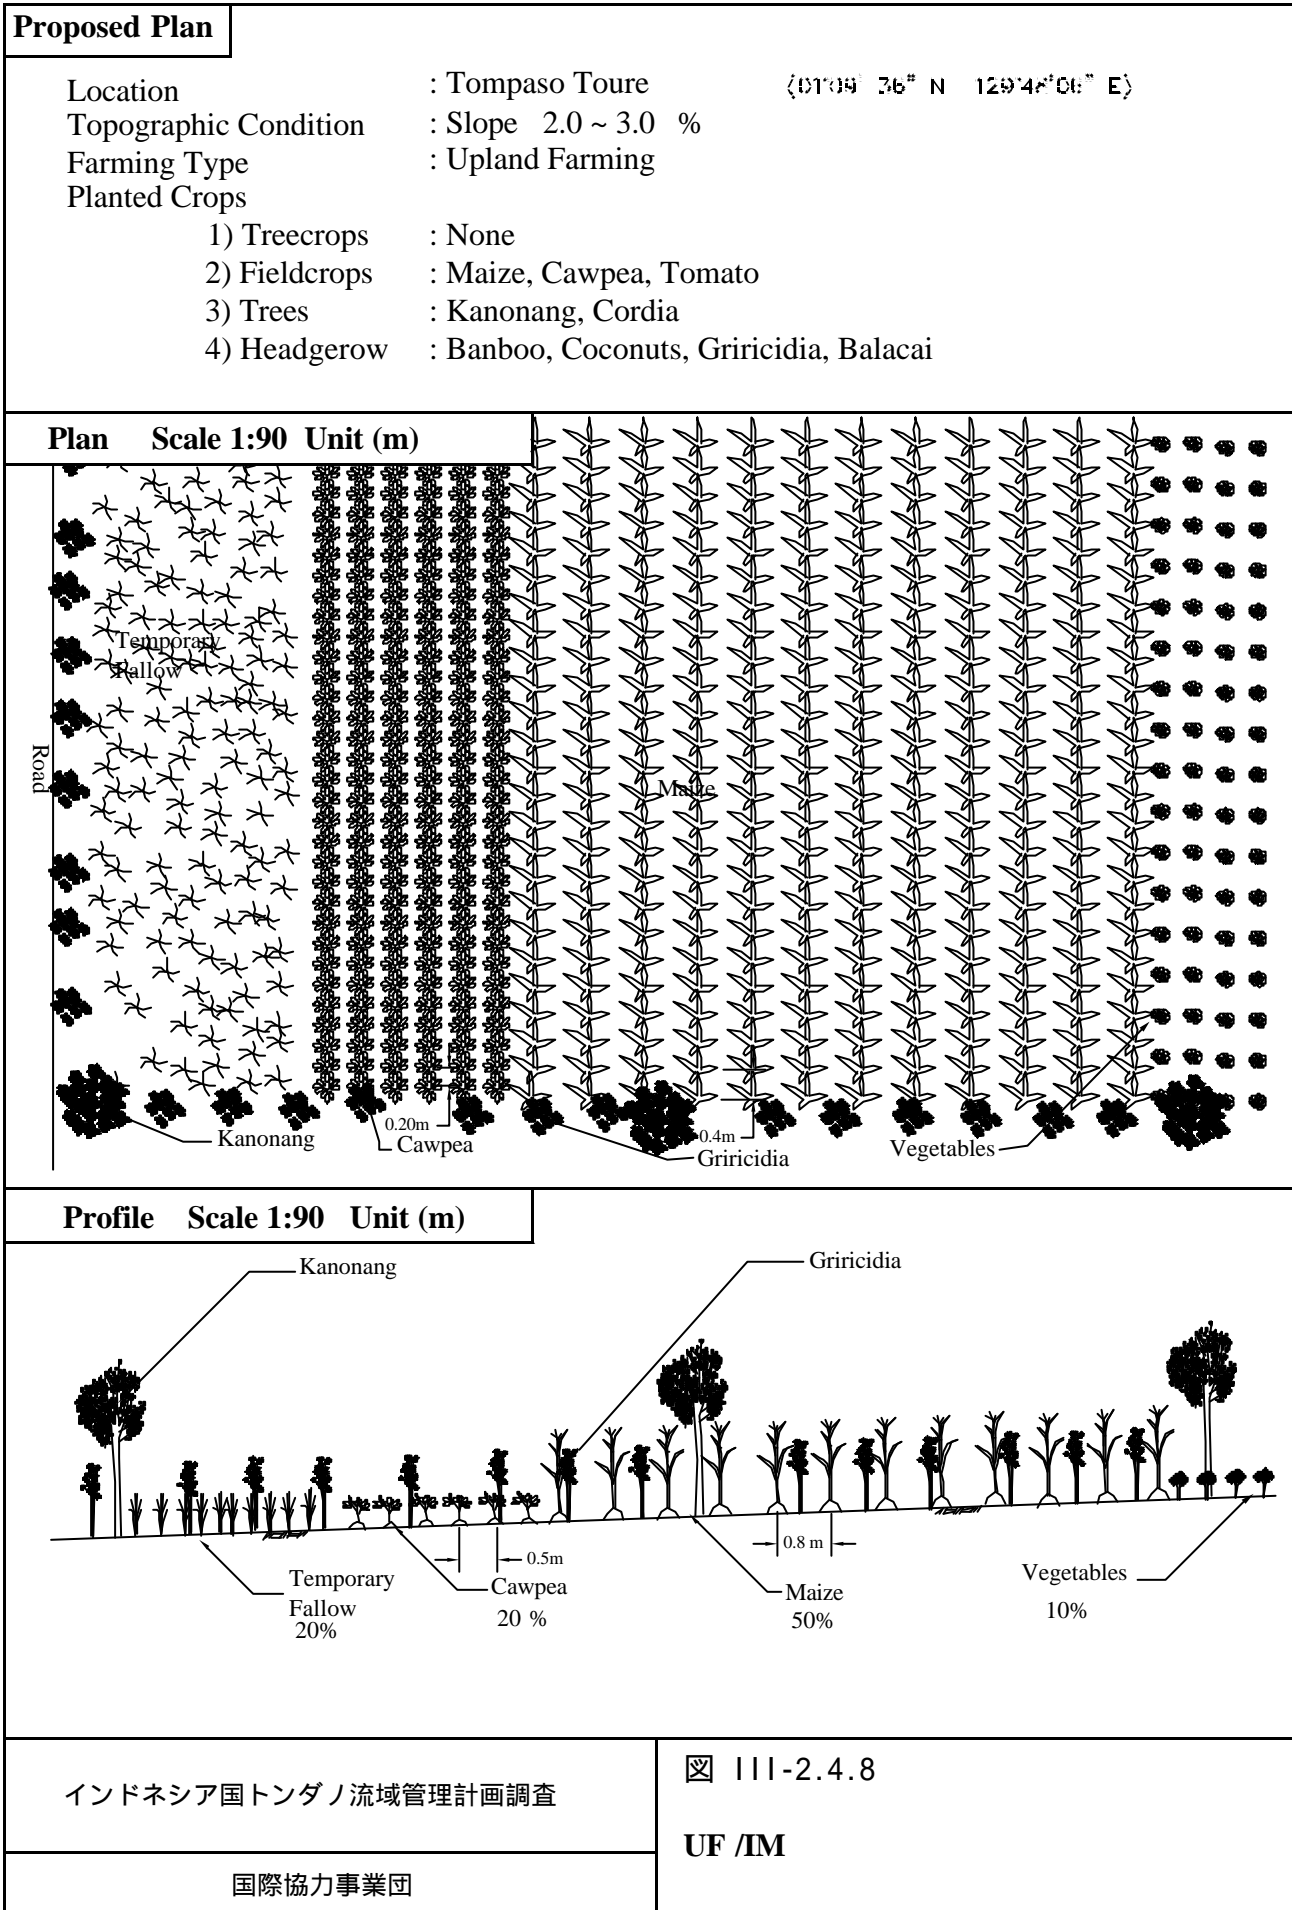 Proposed Plan
Location : Tompaso Toure
Topographic Condition : Slope 2.0 ~ 3.0 %
Farming Type : Upland Farming
Planted Crops
1) Treecrops : None
2) Fieldcrops : Maize, Cawpea, Tomato
3) Trees : Kanonang, Cordia
4) Headgerow : Banboo, Coconuts, Griricidia, Balacai
Plan Scale 1:90 Unit (m)
Temporary
Fallow
Road
Maize
Kanonang
0.20m
Cawpea
0.4m
Griricidia
Vegetables
Profile Scale 1:90 Unit (m)
Kanonang
Griricidia
0.5m
0.8 m
Temporary
Fallow
20%
Cawpea
20 %
Maize
50%
Vegetables
10%
インドネシア国トンダノ流域管理計画調査
国際協力事業団
図 III-2.4.8
UF /IM